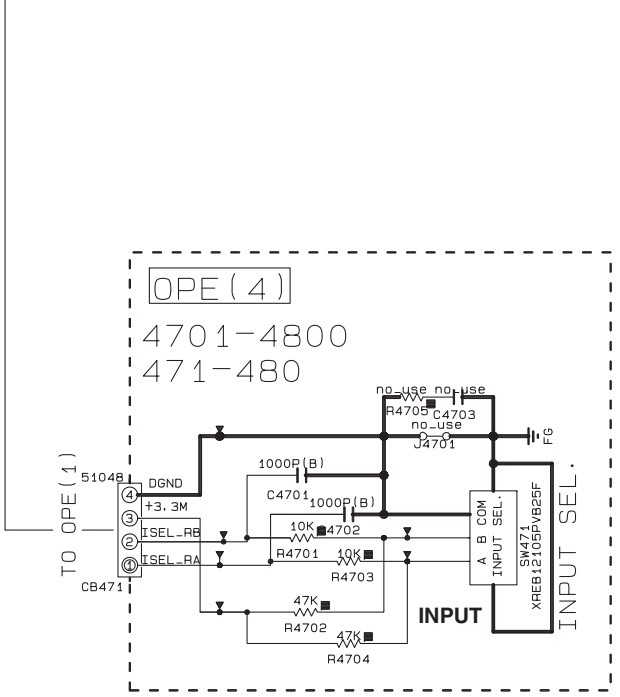 OPE(4)
4701-4800
471-480
no_use no_use
R4705 C4703
no_use
J4701
FG
TO OPE(1)
51048
DGND
+3.3M
ISEL_RB
ISEL_RA
4
3
2
1
CB471
1000P(B)
C4701
1000P(B)
C4702
10K
R4701
10K
R4703
47K
R4702
47K
R4704
INPUT
A B COM
INPUT SEL.
SW471
XREB12105PVB25F
INPUT SEL.